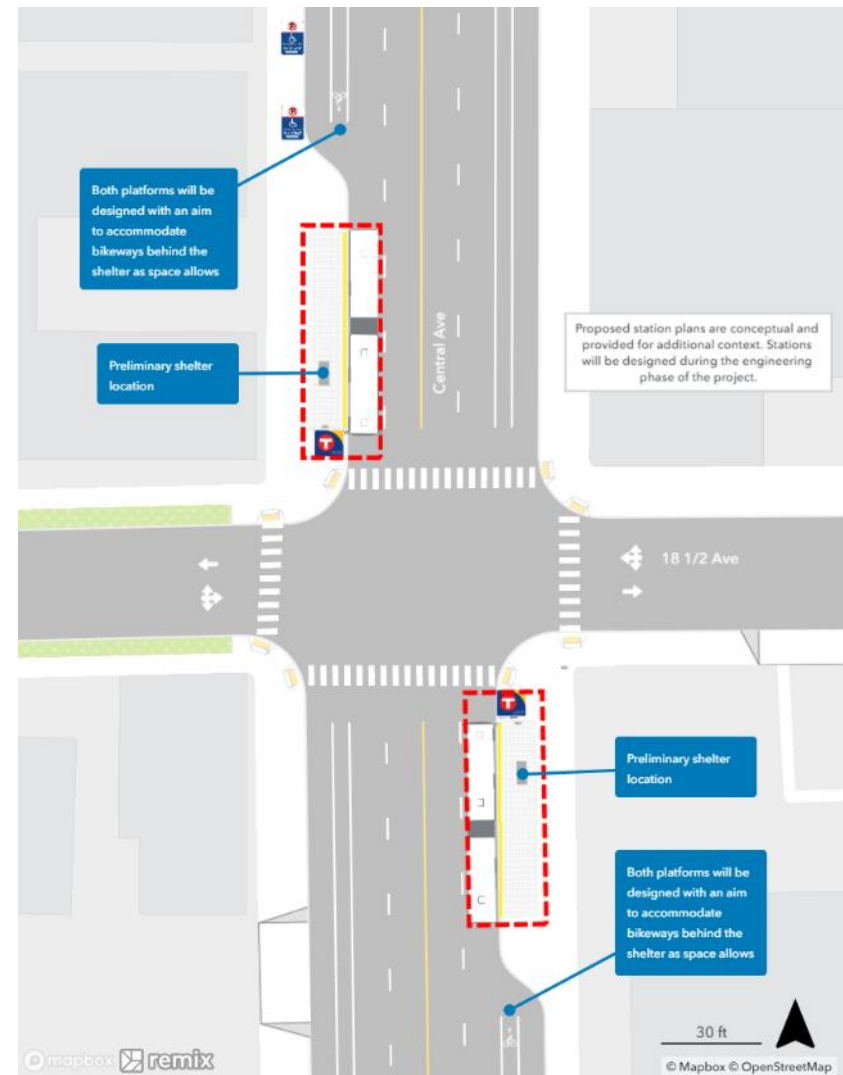 Both platforms will be
designed with an aim
to accommodate
bikeways behind the
shelter as space allows
Central Ave
Proposed station plans are conceptual and
provided for additional context. Stations
will be designed during the engineering
phase of the project.
Preliminary shelter
location
T
18 1/2 Ave
T
Preliminary shelter
location
Both platforms will be
designed with an aim
to accommodate
bikeways behind the
shelter as space allows
30 ft
mapbox remix
© Mapbox © OpenStreetMap